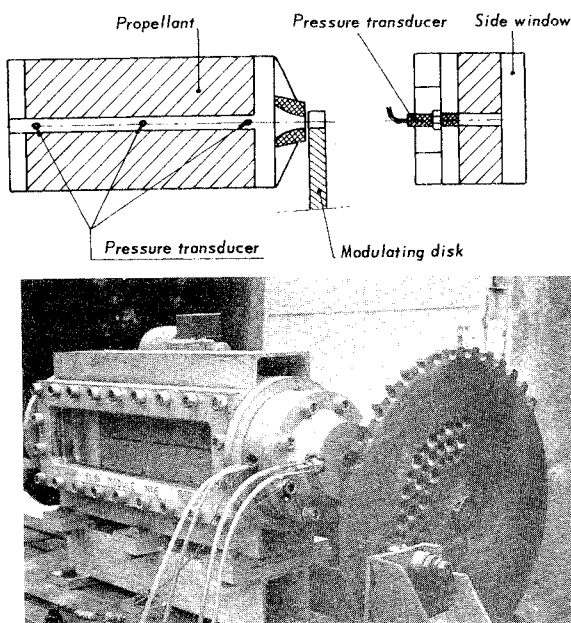 Propellant
Pressure transducer
Side window
Pressure transducer
Modulating disk